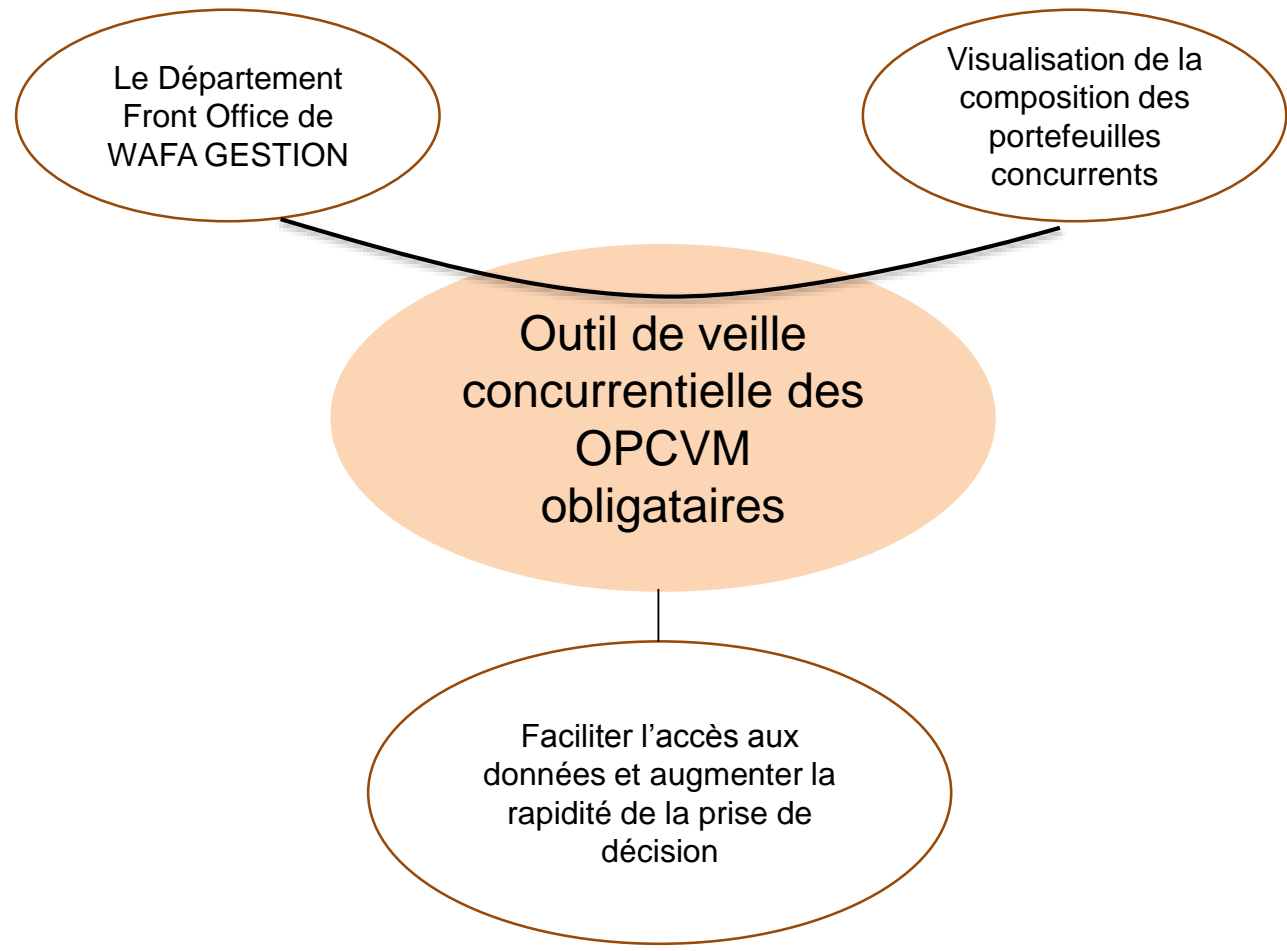 Le Département
Front Office de
WAFA GESTION
Visualisation de la
composition des
portefeuilles
concurrents
Outil de veille
concurrentielle des
OPCVM
obligataires
Faciliter l’accès aux
données et augmenter la
rapidité de la prise de
décision